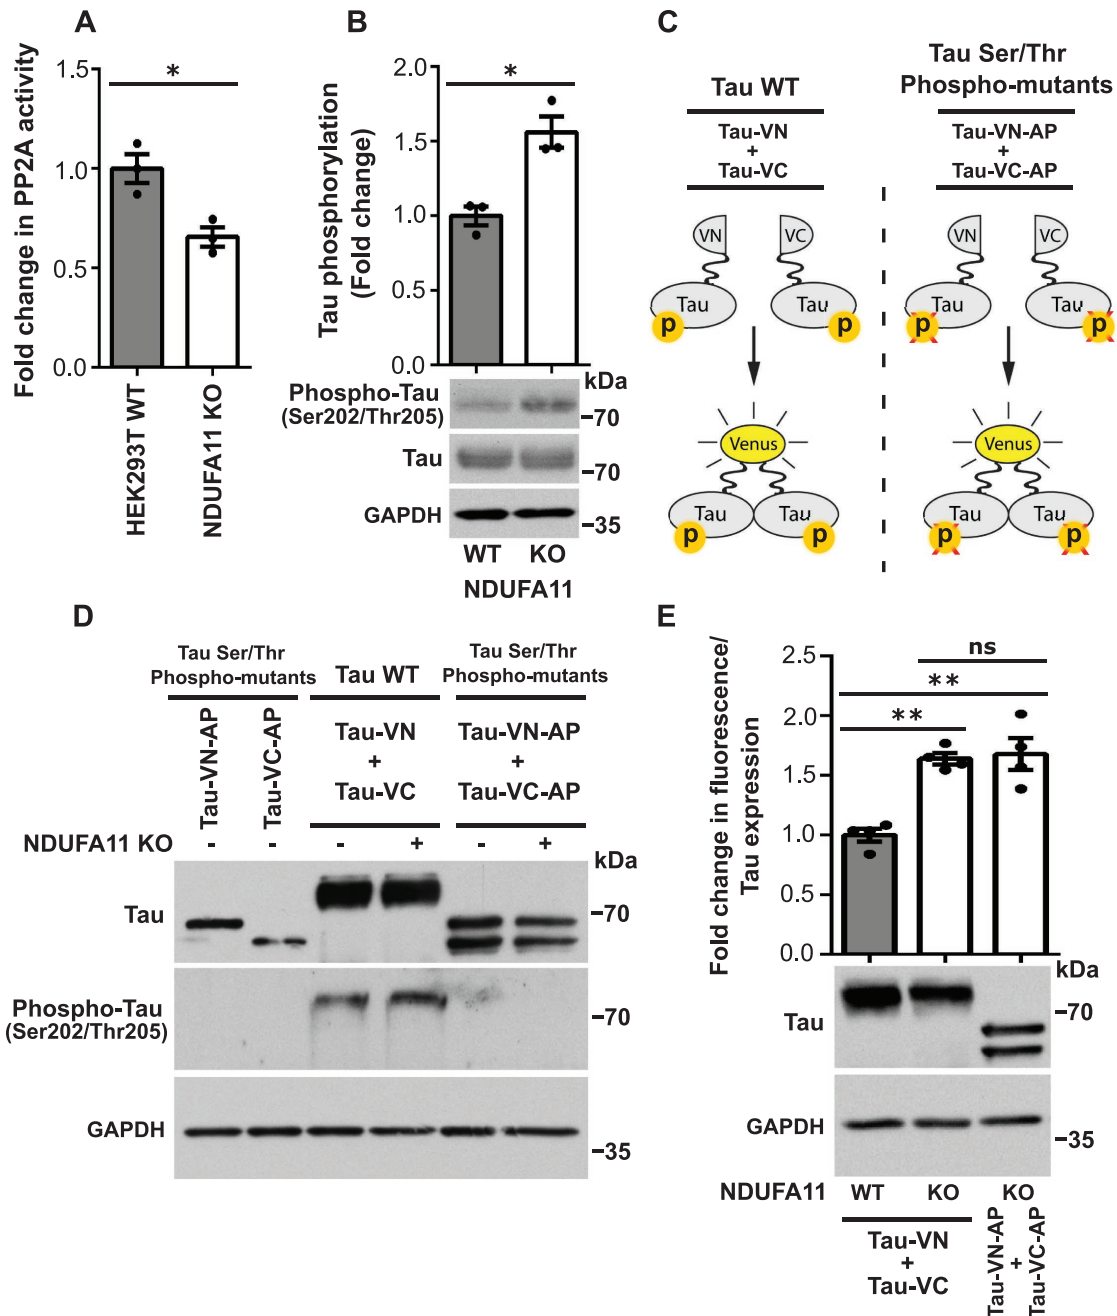 A
Fold change in PP2A activity
1.5
1.0
0.5
0.0
*
HEK293T WT
NDUFA11 KO
B
Tau phosphorylation
(Fold change)
2.0
1.5
1.0
0.5
0.0
*
kDa
Phospho-Tau
(Ser202/Thr205)
–70
Tau
–70
GAPDH
–35
WT KO
NDUFA11
C
Tau WT
Tau-VN
+
Tau-VC
Tau Ser/Thr
Phospho-mutants
Tau-VN-AP
+
Tau-VC-AP
VN VC
Tau Tau
p p
Venus
Tau Tau
p p
VN VC
Tau Tau
p p
Venus
Tau Tau
p p
D
Tau Ser/Thr
Phospho-mutants
Tau WT
Tau Ser/Thr
Phospho-mutants
Tau-VN-AP
Tau-VC-AP
Tau-VN
+
Tau-VC
Tau-VN-AP
+
Tau-VC-AP
NDUFA11 KO - - - + - +
kDa
Tau
–70
Phospho-Tau
(Ser202/Thr205)
–70
GAPDH
–35
E
Fold change in fluorescence/
Tau expression
2.5
2.0
1.5
1.0
0.5
0.0
ns
**
**
kDa
Tau
–70
GAPDH
–35
NDUFA11 WT KO KO
Tau-VN
+
Tau-VC
Tau-VN-AP
+
Tau-VC-AP